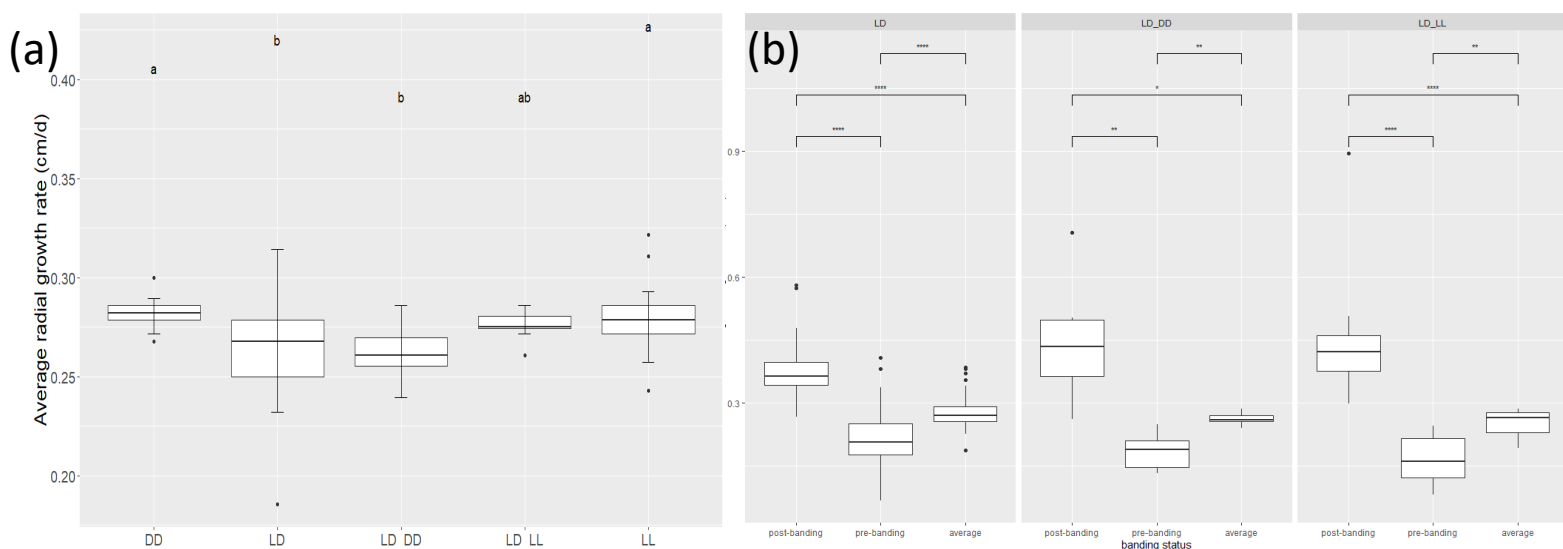 (a)
Average radial growth rate (cm/d)
0.40
0.35
0.30
0.25
0.20
a
b
b
ab
a
DD
LD
LD_DD
LD_LL
LL
(b)
LD
LD_DD
LD_LL
0.9
0.6
0.3
****
****
****
**
*
**
**
****
****
post-banding pre-banding average
post-banding pre-banding average
post-banding pre-banding average
banding status